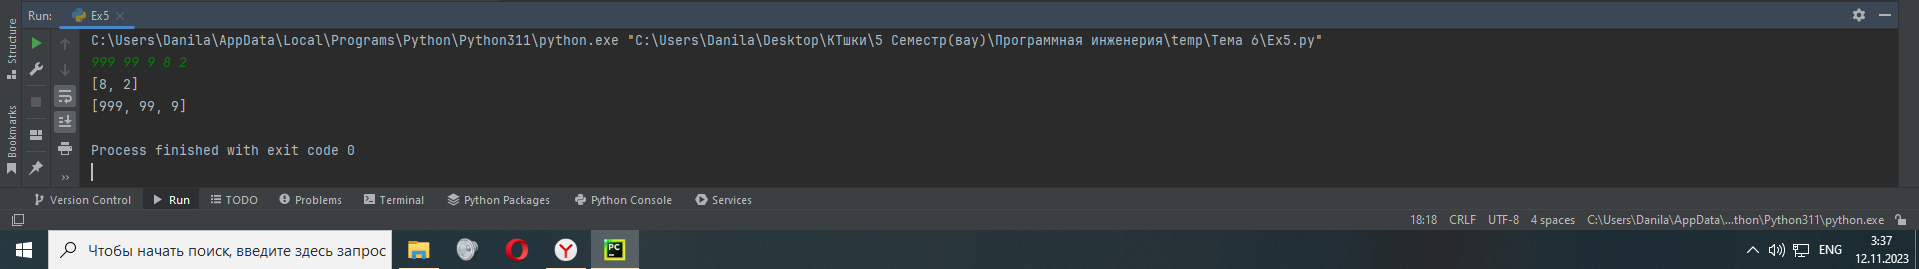 Run: Ex5
Structure
Bookmarks
C:\Users\Danila\AppData\Local\Programs\Python\Python311\python.exe "C:\Users\Danila\Desktop\КТшки\5 Семестр(вау)\Программная инженерия\temp\Тема 6\Ex5.py"
999 99 9 8 2
[8, 2]
[999, 99, 9]
Process finished with exit code 0
Version Control Run TODO Problems Terminal Python Packages Python Console Services
18:18 CRLF UTF-8 4 spaces C:\Users\Danila\AppData\...thon\Python311\python.exe
Чтобы начать поиск, введите здесь запрос
PC
ENG
3:37
12.11.2023